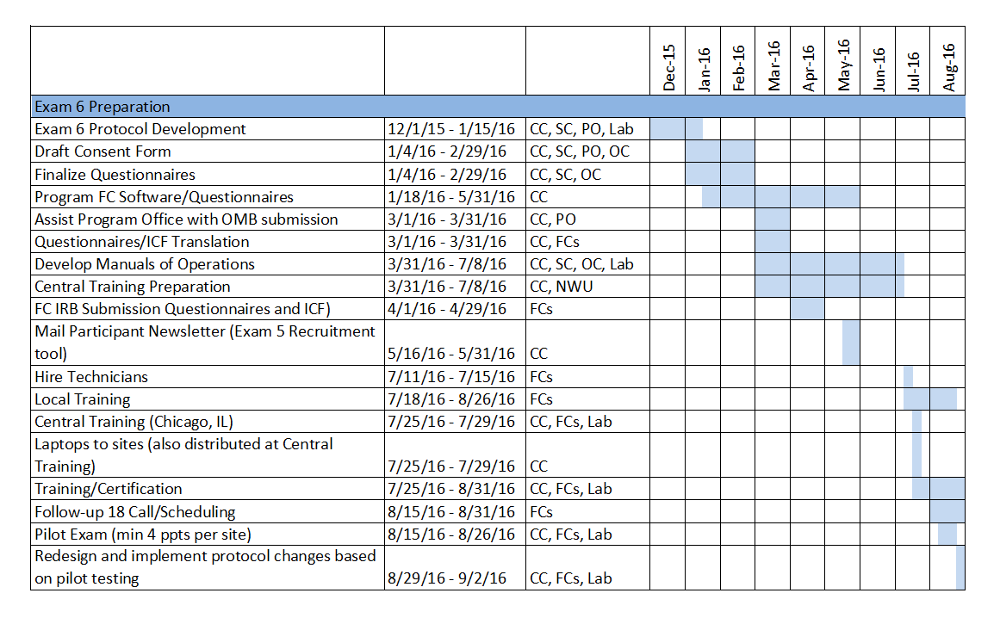 Dec-15 Jan-16 Feb-16 Mar-16 Apr-16 May-16 Jun-16 Jul-16 Aug-16
Exam 6 Preparation
Exam 6 Protocol Development 12/1/15 - 1/15/16 CC, SC, PO, Lab
Draft Consent Form 1/4/16 - 2/29/16 CC, SC, PO, OC
Finalize Questionnaires 1/4/16 - 2/29/16 CC, SC, OC
Program FC Software/Questionnaires 1/18/16 - 5/31/16 CC
Assist Program Office with OMB submission 3/1/16 - 3/31/16 CC, PO
Questionnaires/ICF Translation 3/1/16 - 3/31/16 CC, FCs
Develop Manuals of Operations 3/31/16 - 7/8/16 CC, SC, OC, Lab
Central Training Preparation 3/31/16 - 7/8/16 CC, NWU
FC IRB Submission Questionnaires and ICF) 4/1/16 - 4/29/16 FCs
Mail Participant Newsletter (Exam 5 Recruitment
tool) 5/16/16 - 5/31/16 CC
Hire Technicians 7/11/16 - 7/15/16 FCs
Local Training 7/18/16 - 8/26/16 FCs
Central Training (Chicago, IL) 7/25/16 - 7/29/16 CC, FCs, Lab
Laptops to sites (also distributed at Central
Training) 7/25/16 - 7/29/16 CC
Training/Certification 7/25/16 - 8/31/16 CC, FCs, Lab
Follow-up 18 Call/Scheduling 8/15/16 - 8/31/16 FCs
Pilot Exam (min 4 ppts per site) 8/15/16 - 8/26/16 CC, FCs, Lab
Redesign and implement protocol changes based
on pilot testing 8/29/16 - 9/2/16 CC, FCs, Lab